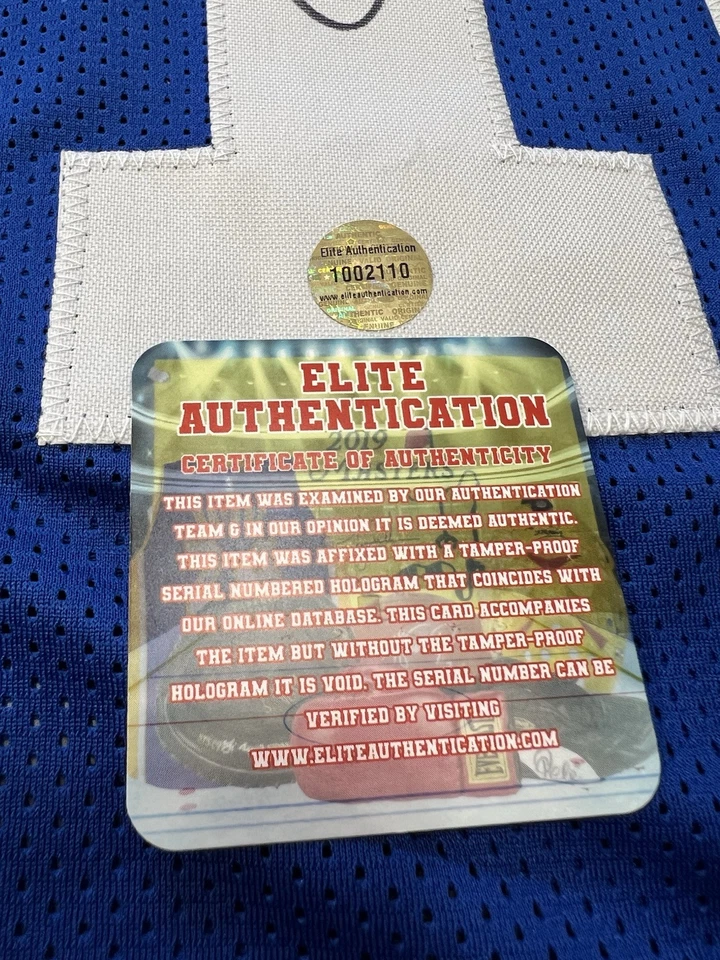 Elite Authentication
1002110
www.eliteauthentication.com
ELITE
AUTHENTICATION
2019
MASTERS
CERTIFICATE OF AUTHENTICITY
THIS ITEM WAS EXAMINED BY OUR AUTHENTICATION
TEAM & IN OUR OPINION IT IS DEEMED AUTHENTIC.
THIS ITEM WAS AFFIXED WITH A TAMPER-PROOF
SERIAL NUMBERED HOLOGRAM THAT COINCIDES WITH
OUR ONLINE DATABASE. THIS CARD ACCOMPANIES
THE ITEM BUT WITHOUT THE TAMPER-PROOF
HOLOGRAM IT IS VOID. THE SERIAL NUMBER CAN BE
VERIFIED BY VISITING
WWW.ELITEAUTHENTICATION.COM